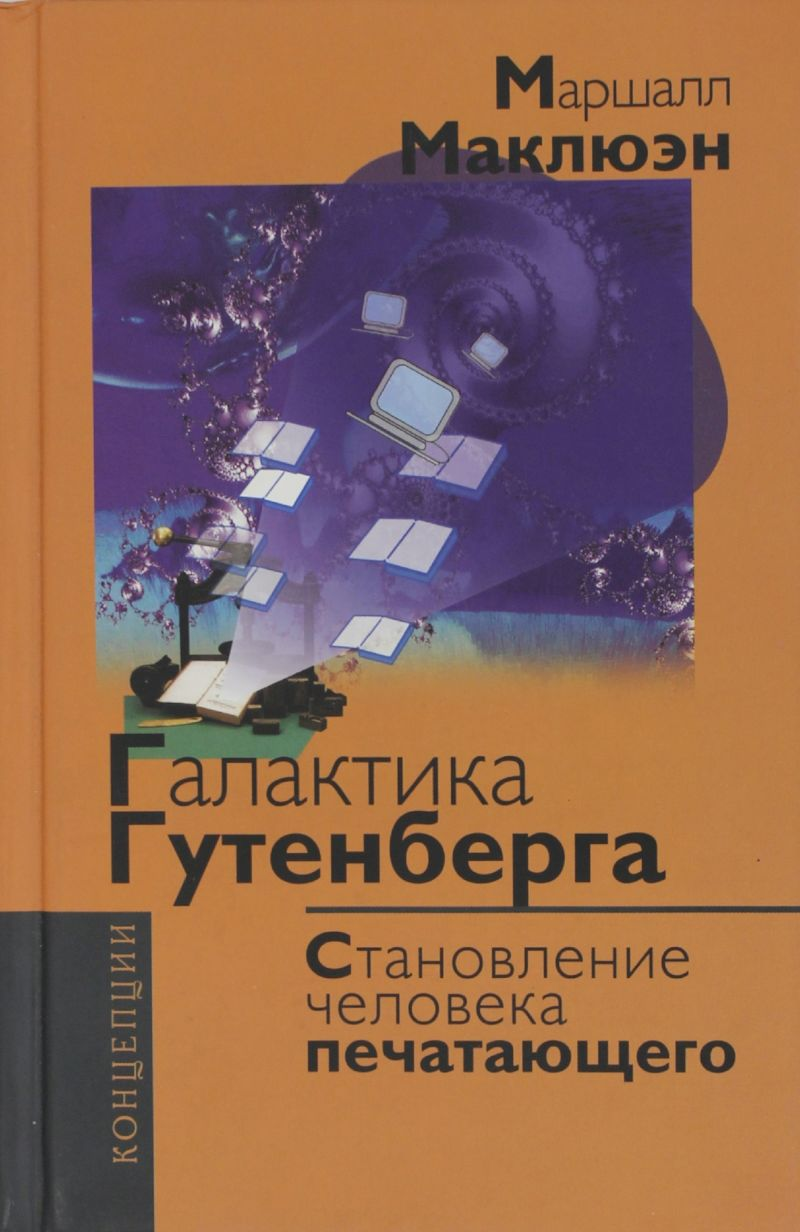 Маршалл
Маклюэн
Галактика
Гутенберга
Становление
человека
печатающего
КОНЦЕПЦИИ